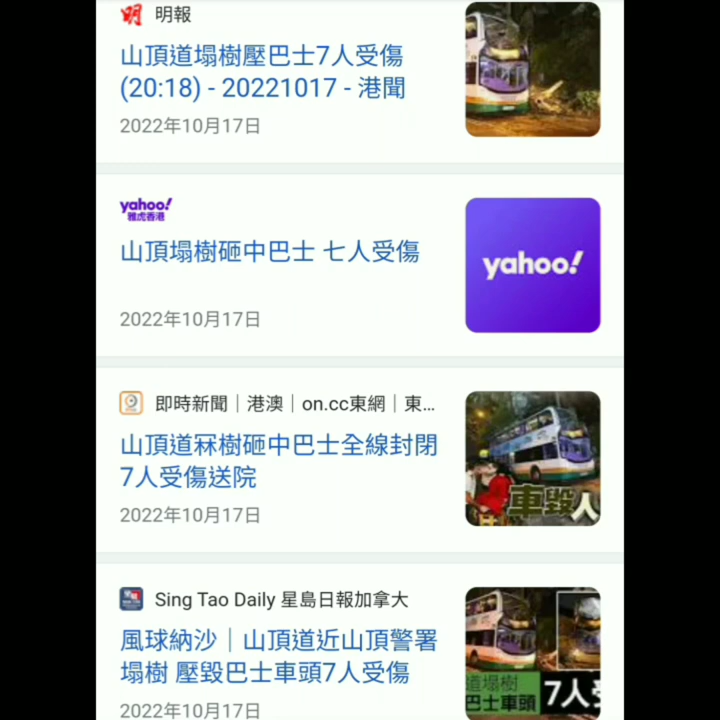 明 明報
山頂道塌樹壓巴士7人受傷
(20:18) - 20221017 - 港聞
2022年10月17日
yahoo!
雅虎香港
山頂塌樹砸中巴士 七人受傷
yahoo!
2022年10月17日
即時新聞｜港澳｜on.cc東網｜東...
山頂道冧樹砸中巴士全線封閉
7人受傷送院
車毀人
2022年10月17日
Sing Tao Daily 星島日報加拿大
風球納沙｜山頂道近山頂警署
塌樹 壓毀巴士車頭7人受傷
道塌樹
巴士車頭 7人
2022年10月17日